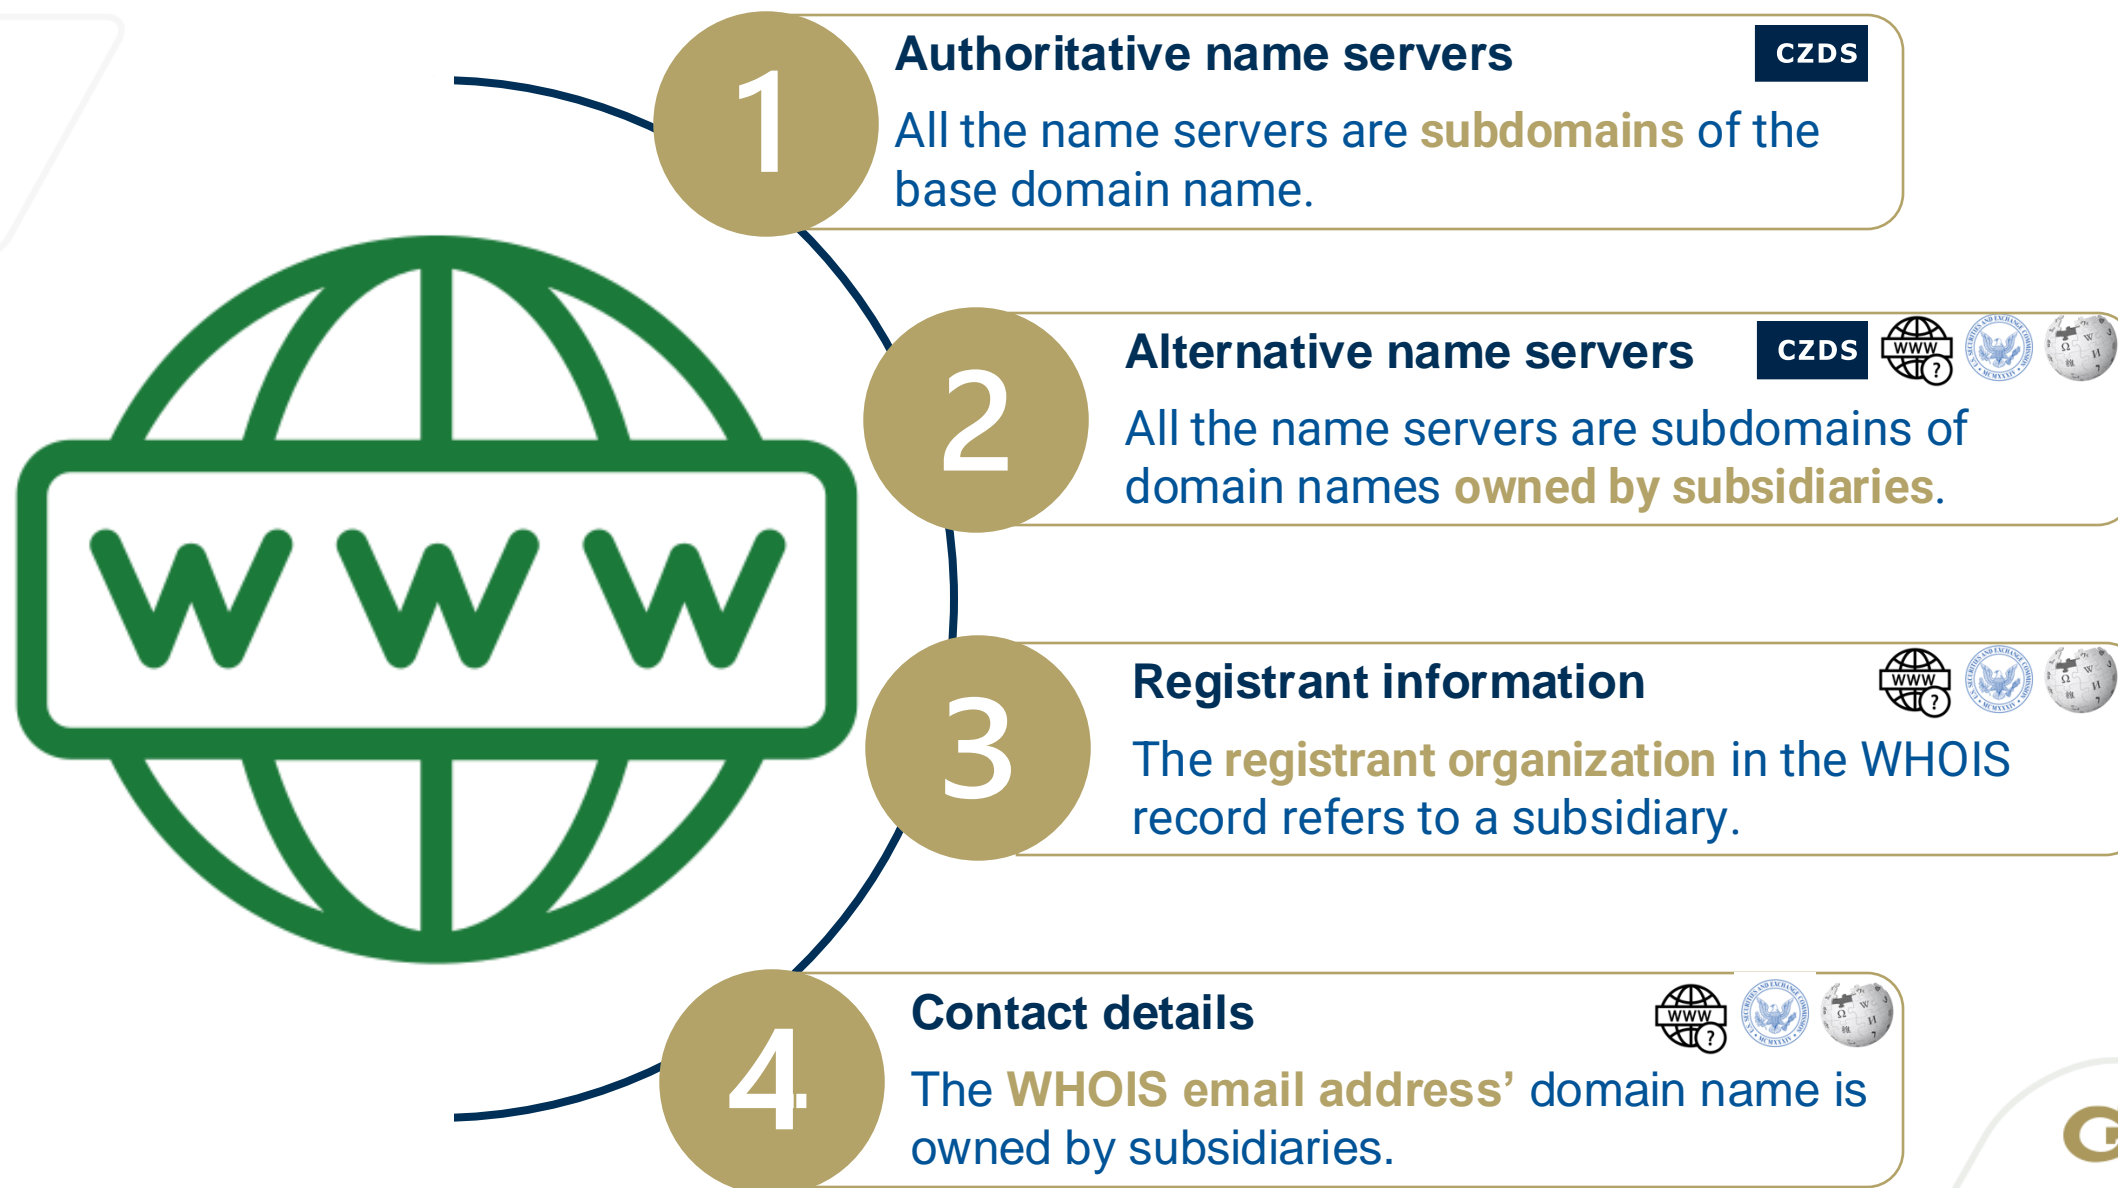 1
Authoritative name servers
CZDS
All the name servers are subdomains of the
base domain name.
WWW
2
Alternative name servers
CZDS
WWW
?
All the name servers are subdomains of
domain names owned by subsidiaries.
3
Registrant information
WWW
?
The registrant organization in the WHOIS
record refers to a subsidiary.
4
Contact details
WWW
?
The WHOIS email address’ domain name is
owned by subsidiaries.